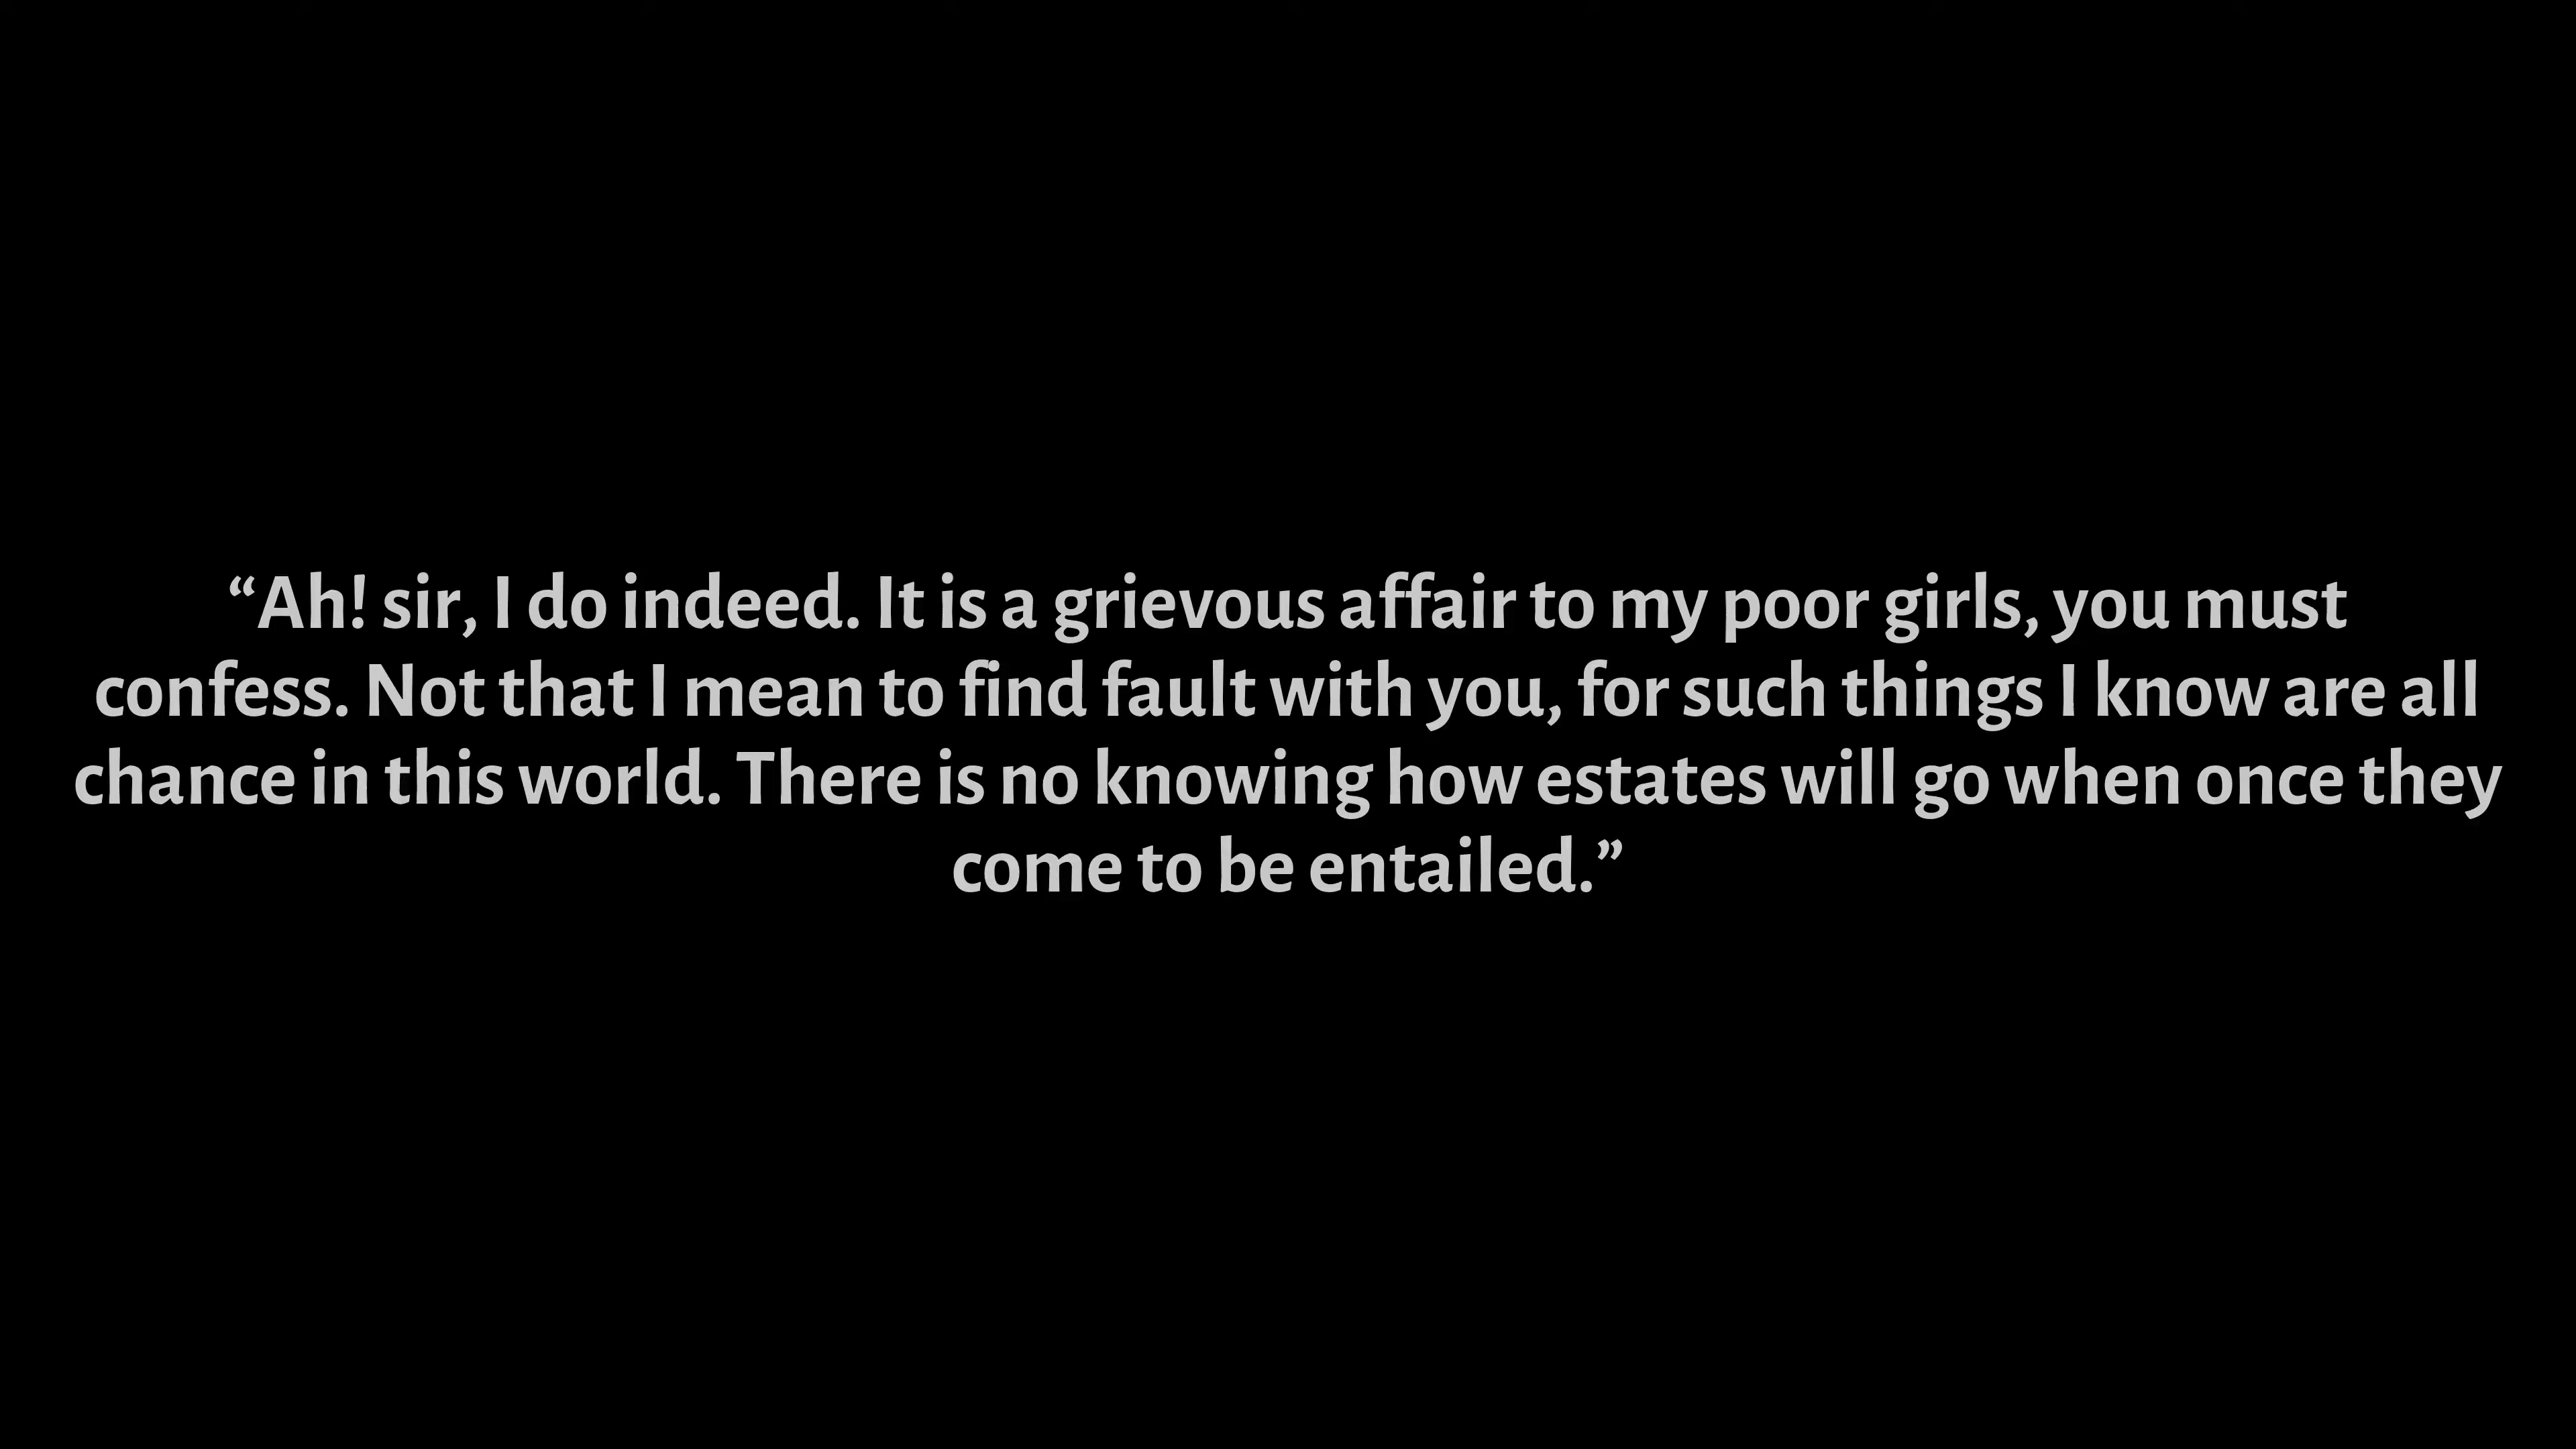 “Ah! sir, I do indeed. It is a grievous affair to my poor girls, you must
confess. Not that I mean to find fault with you, for such things I know are all
chance in this world. There is no knowing how estates will go when once they
come to be entailed.”